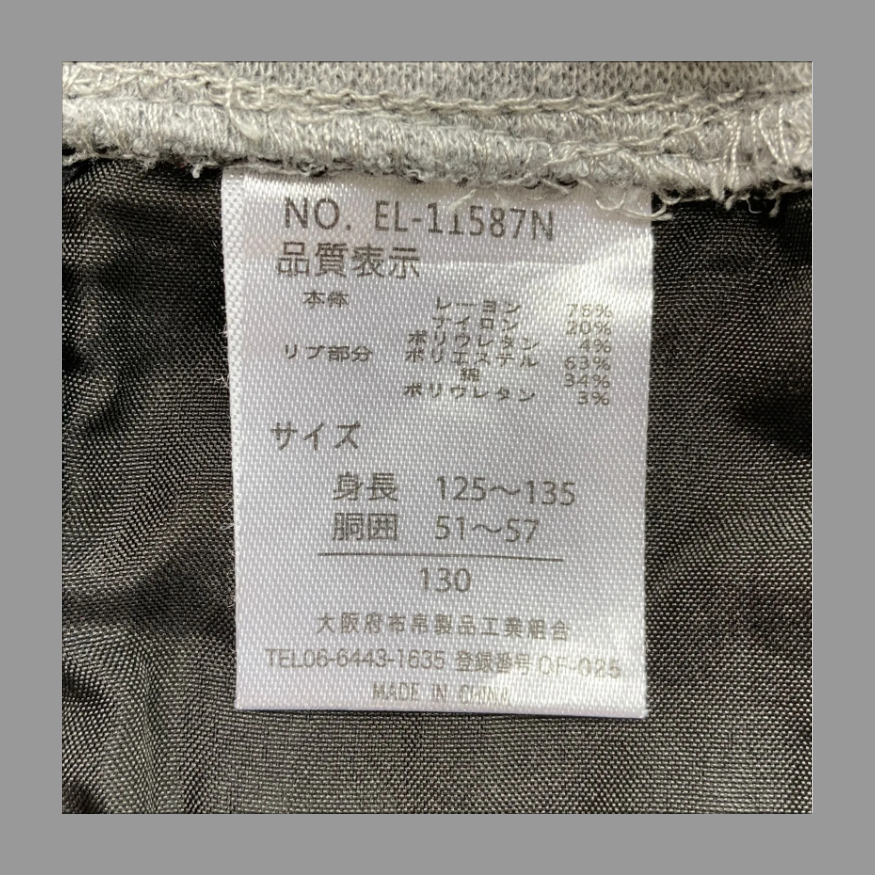 NO. EL-11587N
品質表示
本体 レーヨン 76%
ナイロン 20%
ポリウレタン 4%
リブ部分 ポリエステル 63%
綿 34%
ポリウレタン 3%
サイズ
身長 125〜135
胴囲 51〜57
130
大阪府布帛製品工業組合
TEL06-6443-1635 登録番号 OF-025
MADE IN CHINA